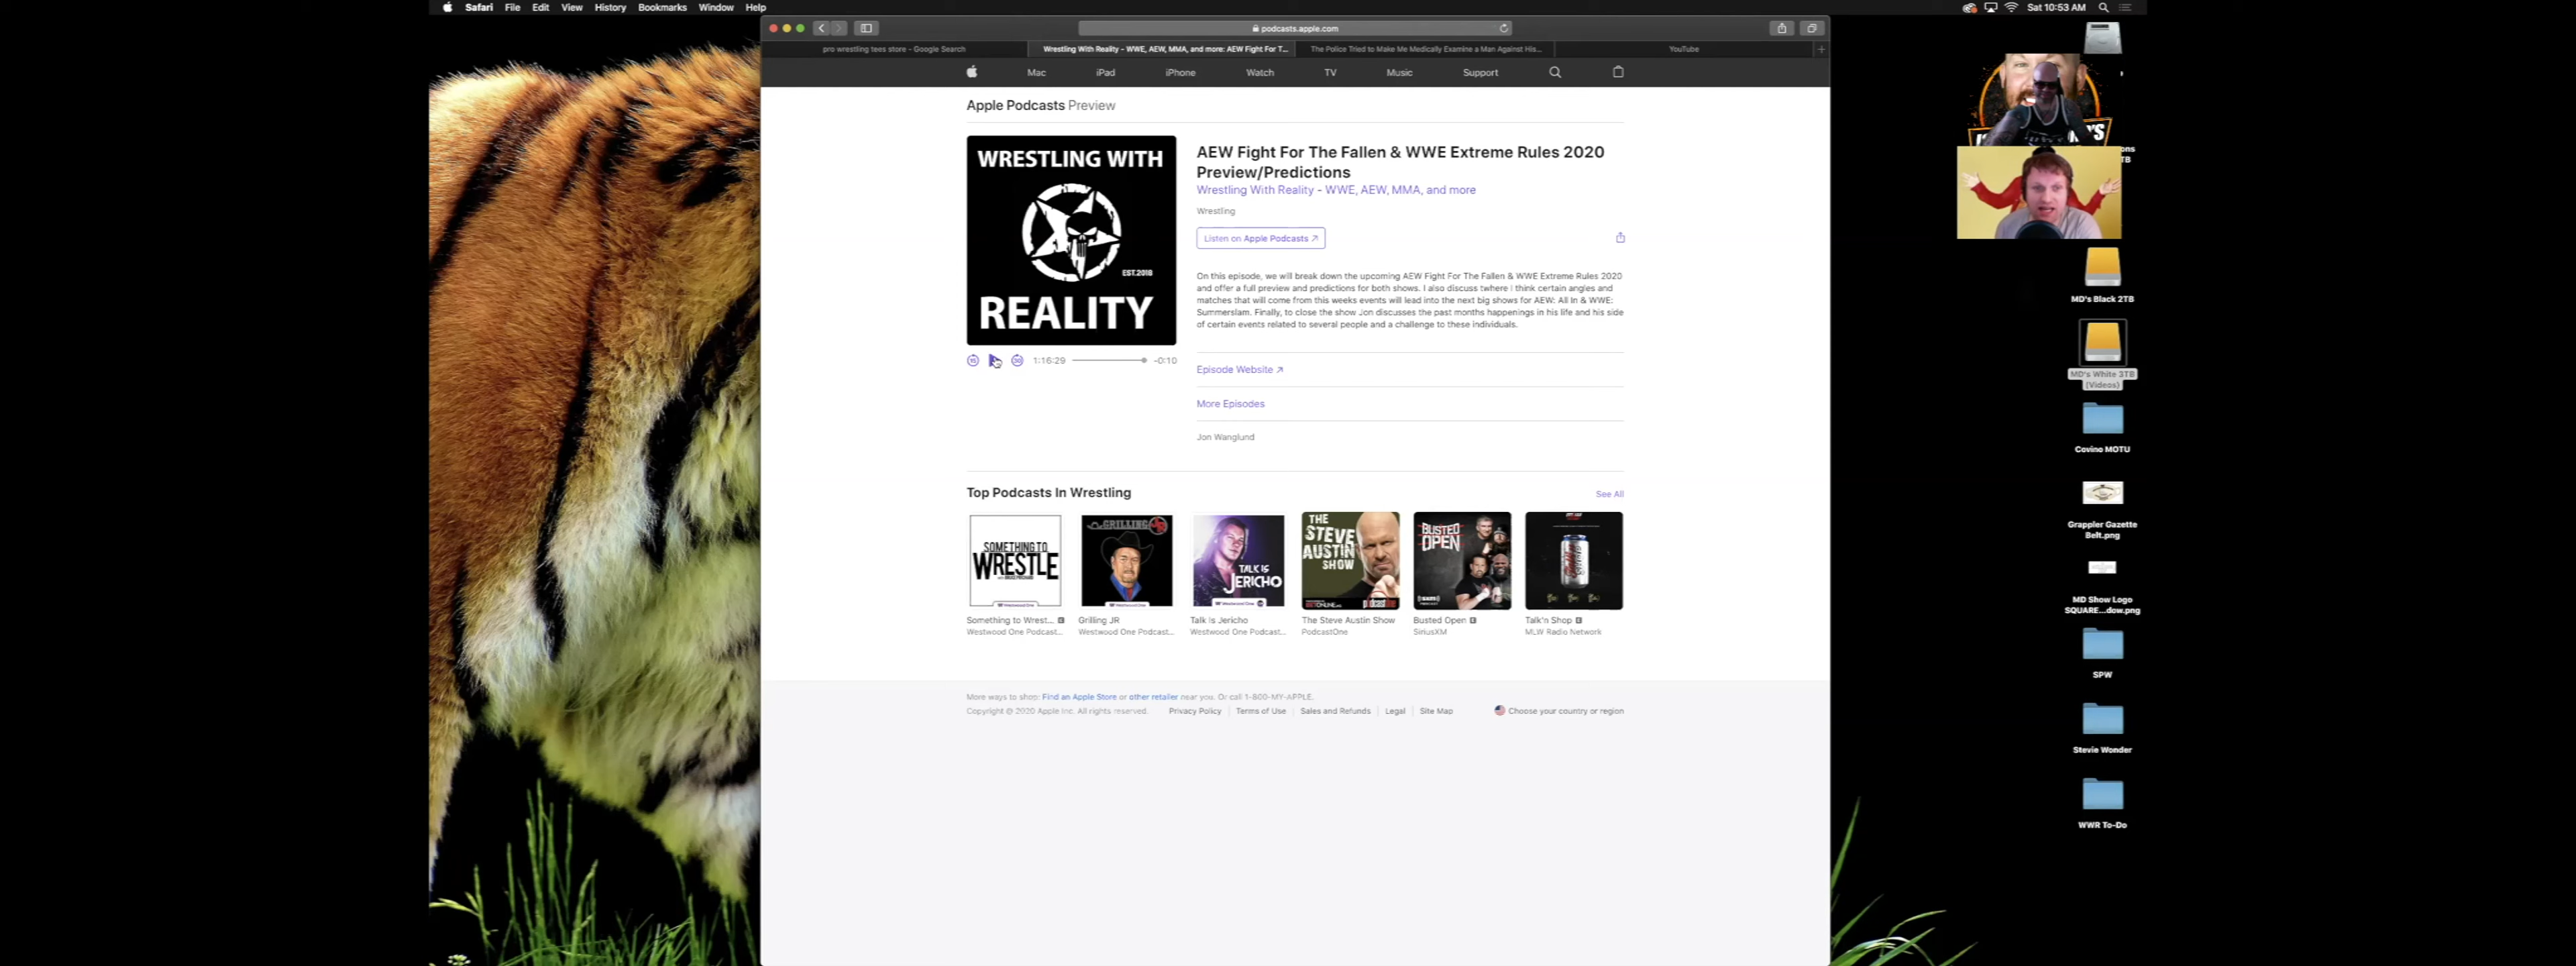 Safari File Edit View History Bookmarks Window Help
Sat 10:53 AM
podcasts.apple.com
pro wrestling tees store - Google Search
Wrestling With Reality - WWE, AEW, MMA, and more: AEW Fight For T...
The Police Tried to Make Me Medically Examine a Man Against His...
YouTube
Mac iPad iPhone Watch TV Music Support
Apple Podcasts Preview
WRESTLING WITH
EST.2018
REALITY
1:16:29
-0:10
AEW Fight For The Fallen & WWE Extreme Rules 2020
Preview/Predictions
Wrestling With Reality - WWE, AEW, MMA, and more
Wrestling
Listen on Apple Podcasts ↗
On this episode, we will break down the upcoming AEW Fight For The Fallen & WWE Extreme Rules 2020
and offer a full preview and predictions for both shows. I also discuss twhere I think certain angles and
matches that will come from this weeks events will lead into the next big shows for AEW: All In & WWE:
Summerslam. Finally, to close the show Jon discusses the past months happenings in his life and his side
of certain events related to several people and a challenge to these individuals.
Episode Website ↗
More Episodes
Jon Wanglund
Top Podcasts In Wrestling
See All
SOMETHING TO
WRESTLE
GRILLING JR
TALK IS
JERICHO
THE
STEVE
AUSTIN
SHOW
BUSTED
OPEN
Something to Wrest...
Westwood One Podcast...
Grilling JR
Westwood One Podcast...
Talk Is Jericho
Westwood One Podcast...
The Steve Austin Show
PodcastOne
Busted Open
SiriusXM
Talk'n Shop
MLW Radio Network
More ways to shop: Find an Apple Store or other retailer near you. Or call 1-800-MY-APPLE.
Copyright © 2020 Apple Inc. All rights reserved. Privacy Policy Terms of Use Sales and Refunds Legal Site Map
Choose your country or region
MD's Black 2TB
MD's White 3TB
(Videos)
Covino MOTU
Grappler Gazette
Belt.png
MD Show Logo
SQUARE...dow.png
SPW
Stevie Wonder
WWR To-Do